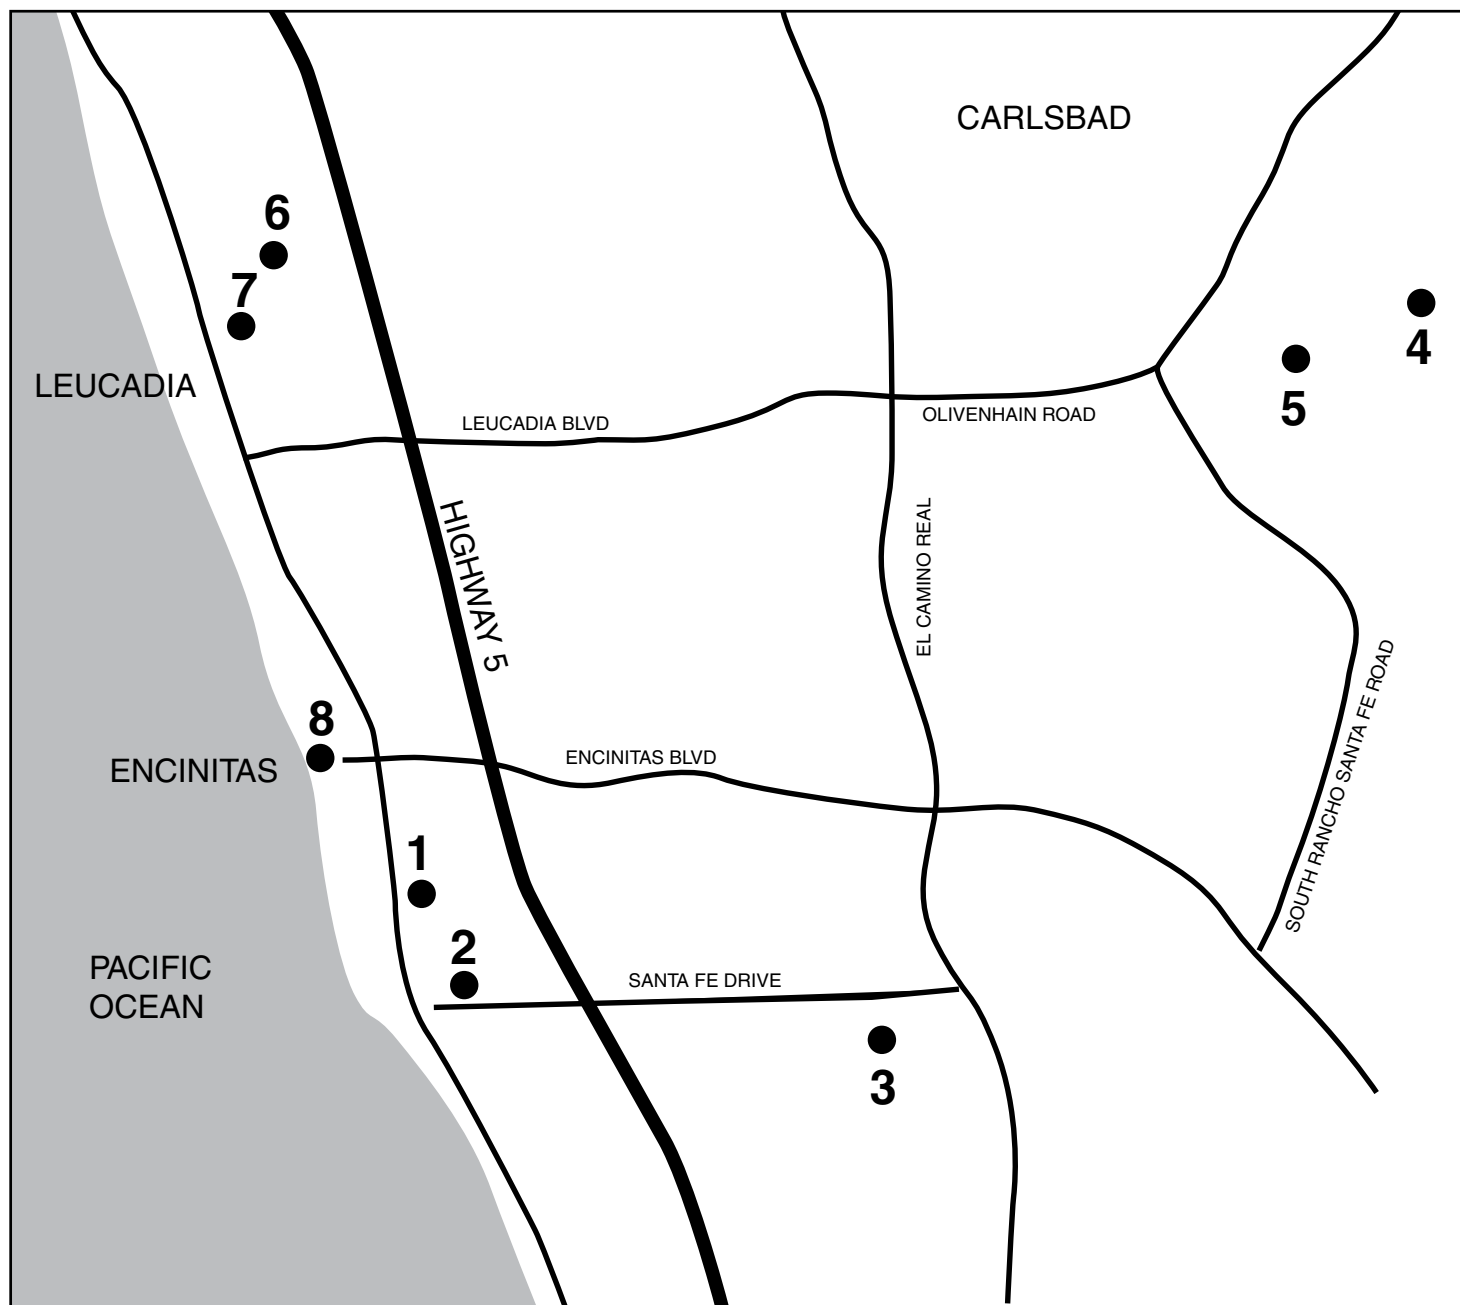 CARLSBAD
6
7
4
LEUCADIA
5
OLIVENHAIN ROAD
LEUCADIA BLVD
HIGHWAY 5
EL CAMINO REAL
SOUTH RANCHO SANTA FE ROAD
8
ENCINITAS BLVD
ENCINITAS
1
2
PACIFIC
OCEAN
SANTA FE DRIVE
3